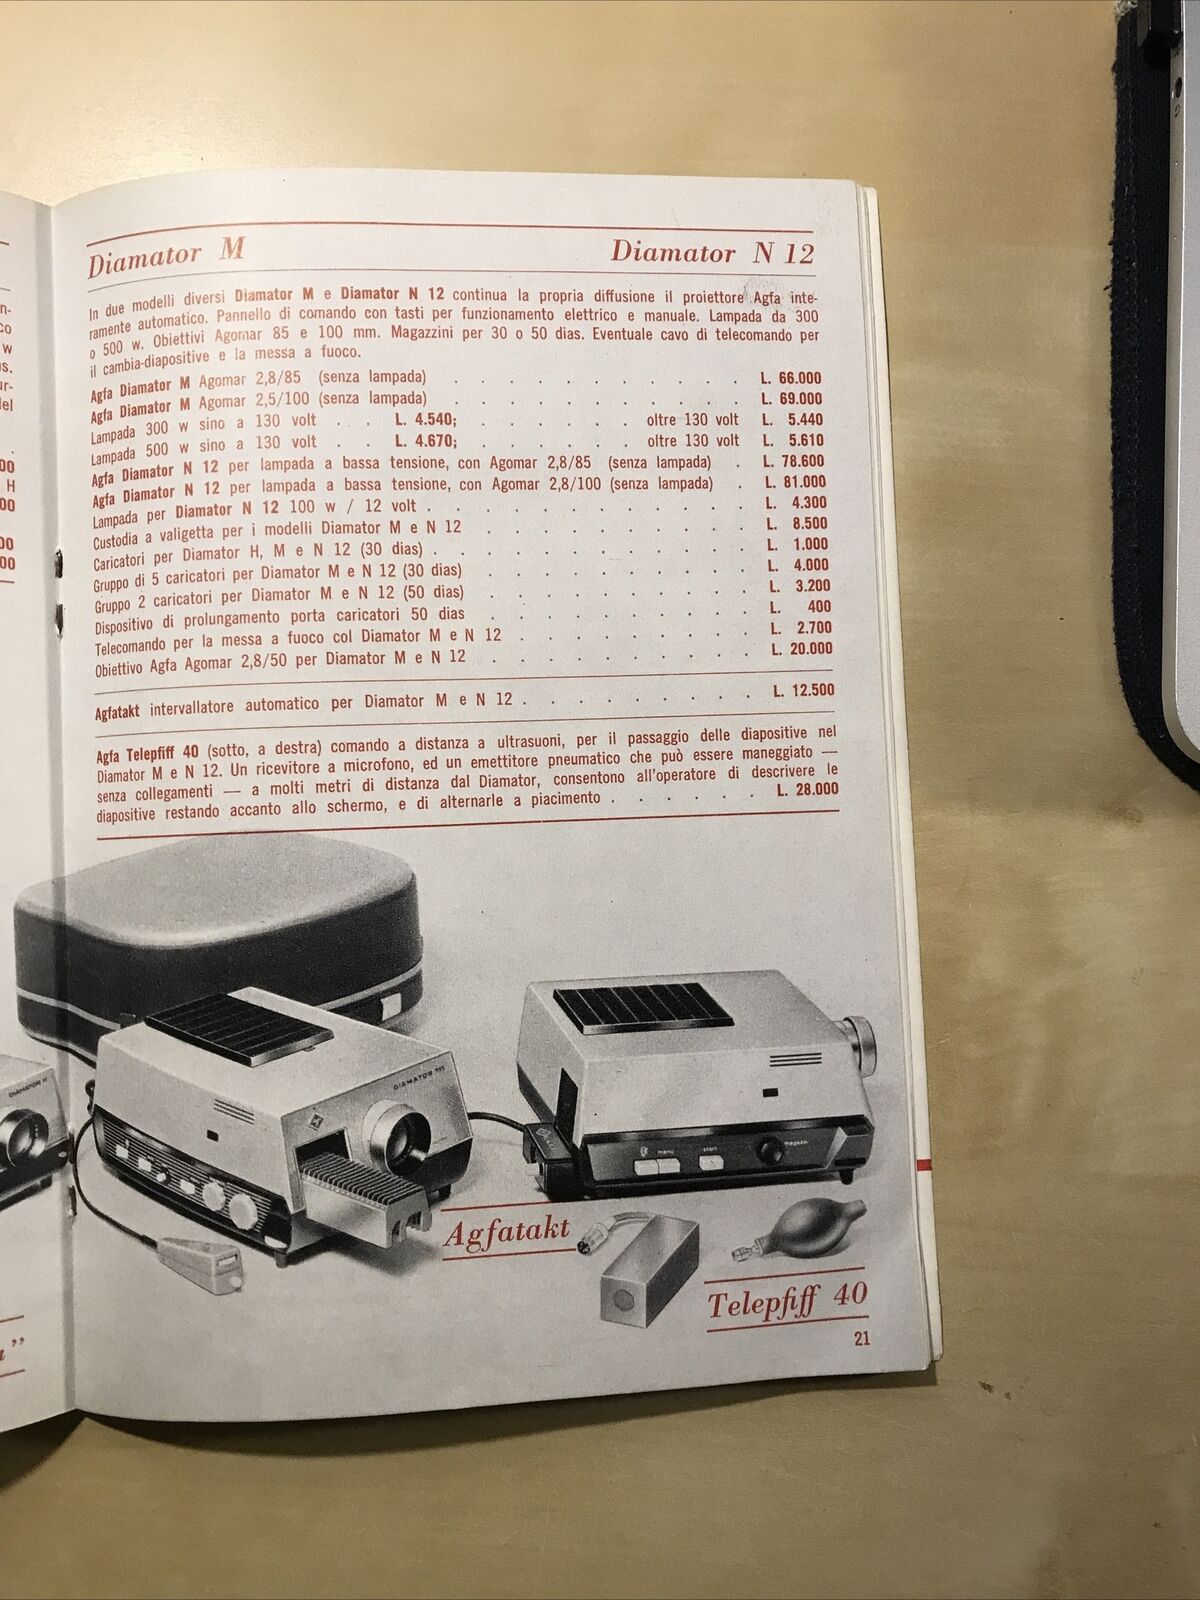 Diamator M Diamator N 12
In due modelli diversi Diamator M e Diamator N 12 continua la propria diffusione il proiettore Agfa inte-
ramente automatico. Pannello di comando con tasti per funzionamento elettrico e manuale. Lampada da 300
o 500 w. Obiettivi Agomar 85 e 100 mm. Magazzini per 30 o 50 dias. Eventuale cavo di telecomando per
il cambia-diapositive e la messa a fuoco.
Agfa Diamator M Agomar 2,8/85 (senza lampada) . . . . . . . . . . . L. 66.000
Agfa Diamator M Agomar 2,5/100 (senza lampada) . . . . . . . . . . . L. 69.000
Lampada 300 w sino a 130 volt . . L. 4.540; . . . . . . oltre 130 volt L. 5.440
Lampada 500 w sino a 130 volt . . L. 4.670; . . . . . . oltre 130 volt L. 5.610
Agfa Diamator N 12 per lampada a bassa tensione, con Agomar 2,8/85 (senza lampada) . L. 78.600
Agfa Diamator N 12 per lampada a bassa tensione, con Agomar 2,8/100 (senza lampada) . L. 81.000
Lampada per Diamator N 12 100 w / 12 volt . . . . . . . . . . . . L. 4.300
Custodia a valigetta per i modelli Diamator M e N 12 . . . . . . . . . . L. 8.500
Caricatori per Diamator H, M e N 12 (30 dias) . . . . . . . . . . . L. 1.000
Gruppo di 5 caricatori per Diamator M e N 12 (30 dias) . . . . . . . . . . L. 4.000
Gruppo 2 caricatori per Diamator M e N 12 (50 dias) . . . . . . . . . . L. 3.200
Dispositivo di prolungamento porta caricatori 50 dias . . . . . . . . . . L. 400
Telecomando per la messa a fuoco col Diamator M e N 12 . . . . . . . . . L. 2.700
Obiettivo Agfa Agomar 2,8/50 per Diamator M e N 12 . . . . . . . . . . L. 20.000
Agfatakt intervallatore automatico per Diamator M e N 12 . . . . . . . . . L. 12.500
Agfa Telepfiff 40 (sotto, a destra) comando a distanza a ultrasuoni, per il passaggio delle diapositive nel
Diamator M e N 12. Un ricevitore a microfono, ed un emettitore pneumatico che può essere maneggiato —
senza collegamenti — a molti metri di distanza dal Diamator, consentono all'operatore di descrivere le
diapositive restando accanto allo schermo, e di alternarle a piacimento . . . . . . L. 28.000
DIAMATOR H
DIAMATOR
manu start magazin
Agfatakt
Telepfiff 40
21